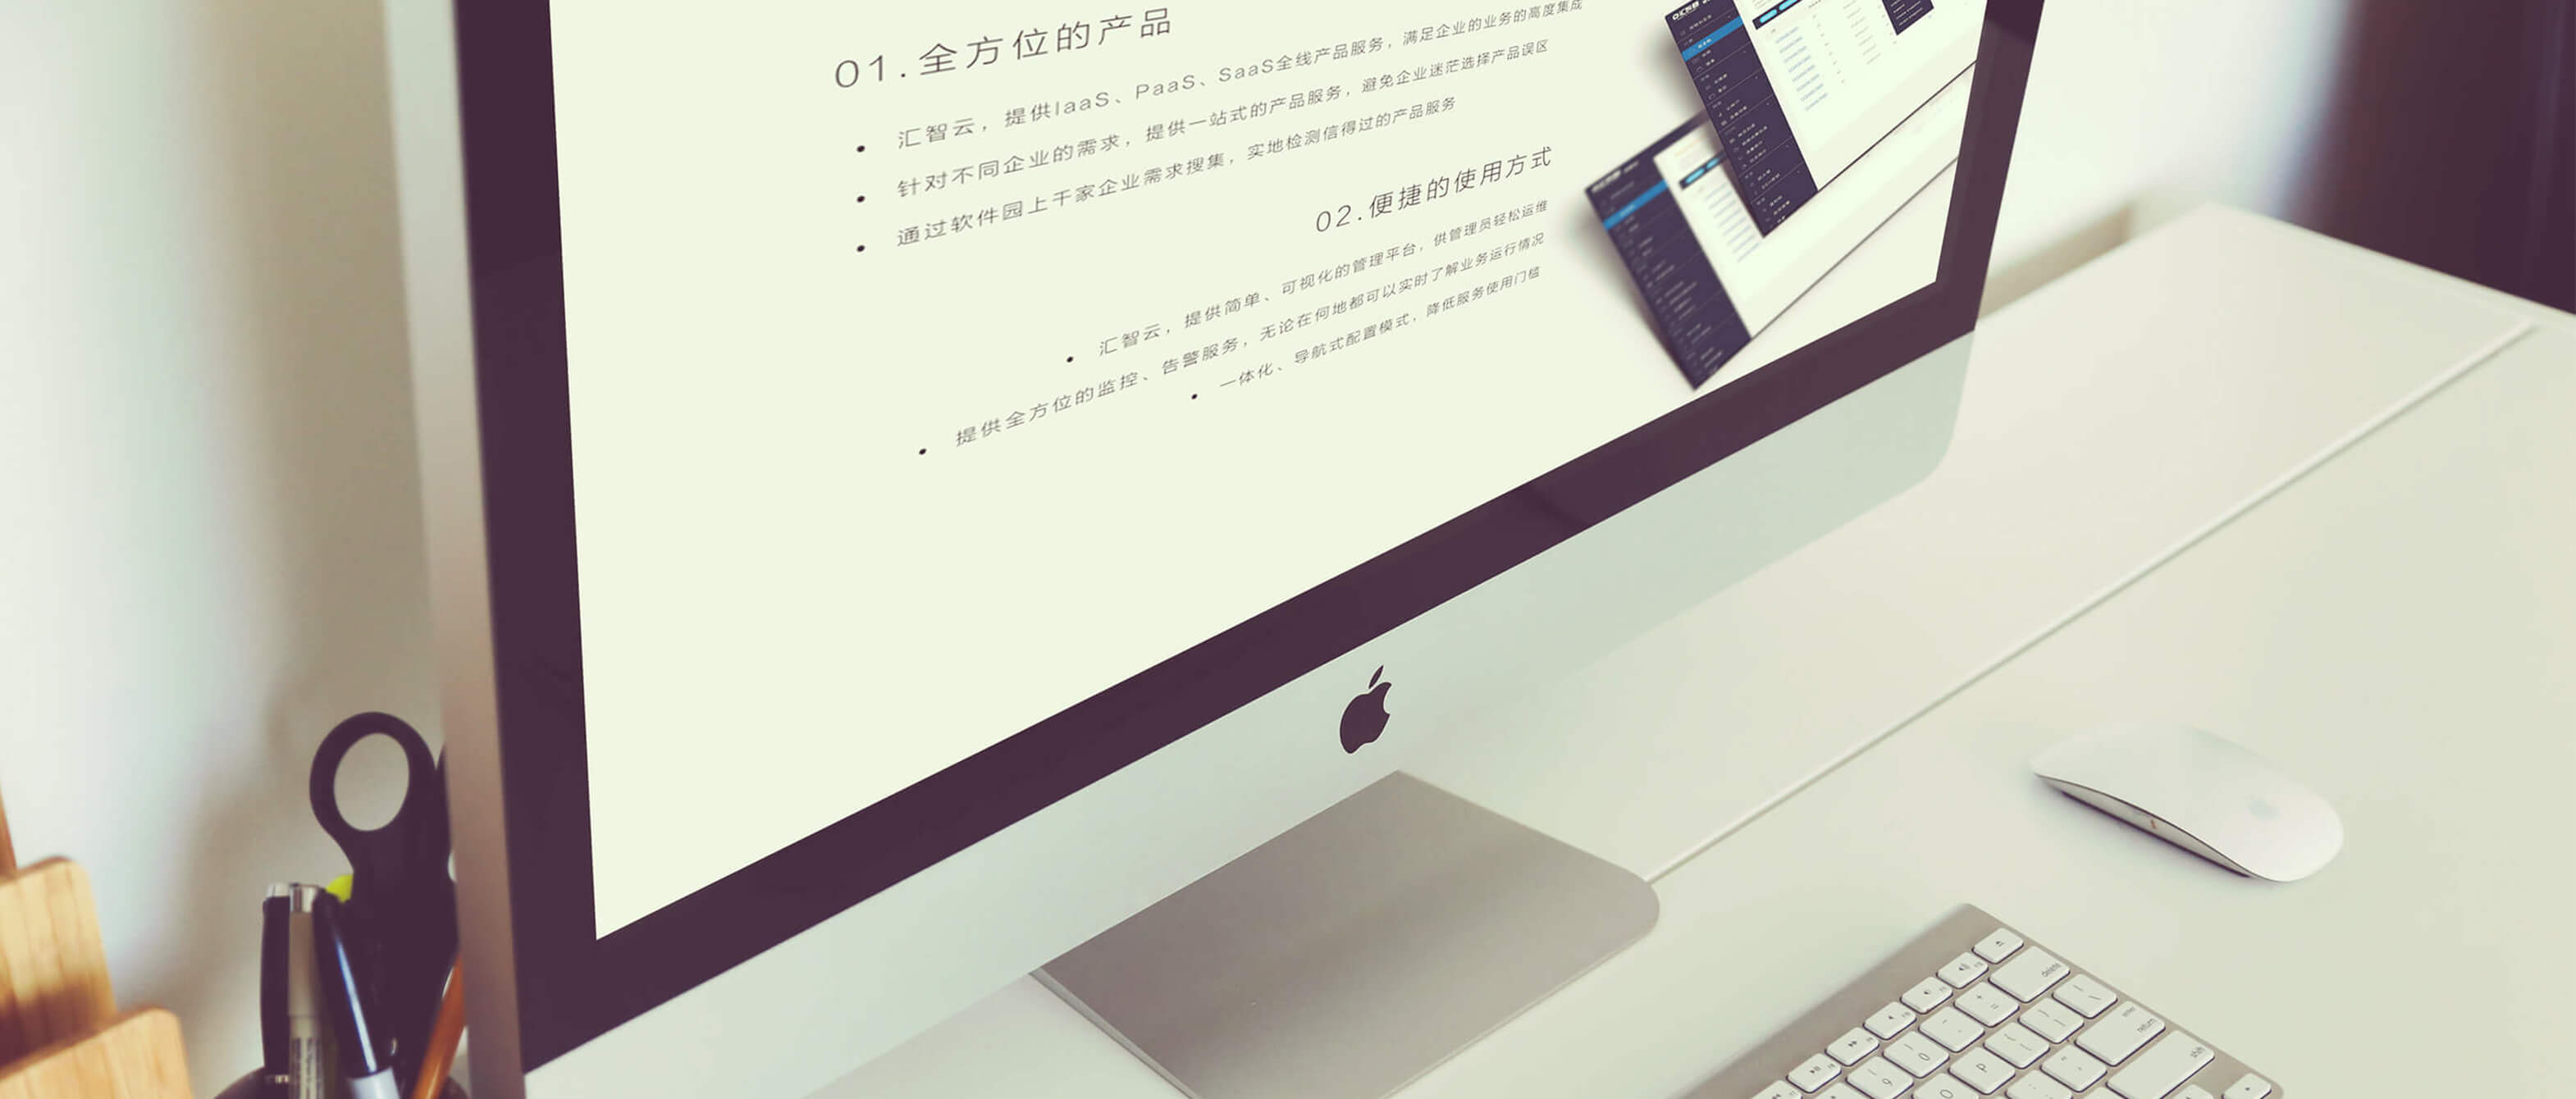 01.全方位的产品
汇智云，提供IaaS、PaaS、SaaS全线产品服务，满足企业的业务的高度集成
针对不同企业的需求，提供一站式的产品服务，避免企业迷茫选择产品误区
通过软件园上千家企业需求搜集，实地检测信得过的产品服务
02.便捷的使用方式
汇智云，提供简单、可视化的管理平台，供管理员轻松运维
提供全方位的监控、告警服务，无论在何地都可以实时了解业务运行情况
一体化、导航式配置模式，降低服务使用门槛
delete
enter
return
shift
P
O
0
9